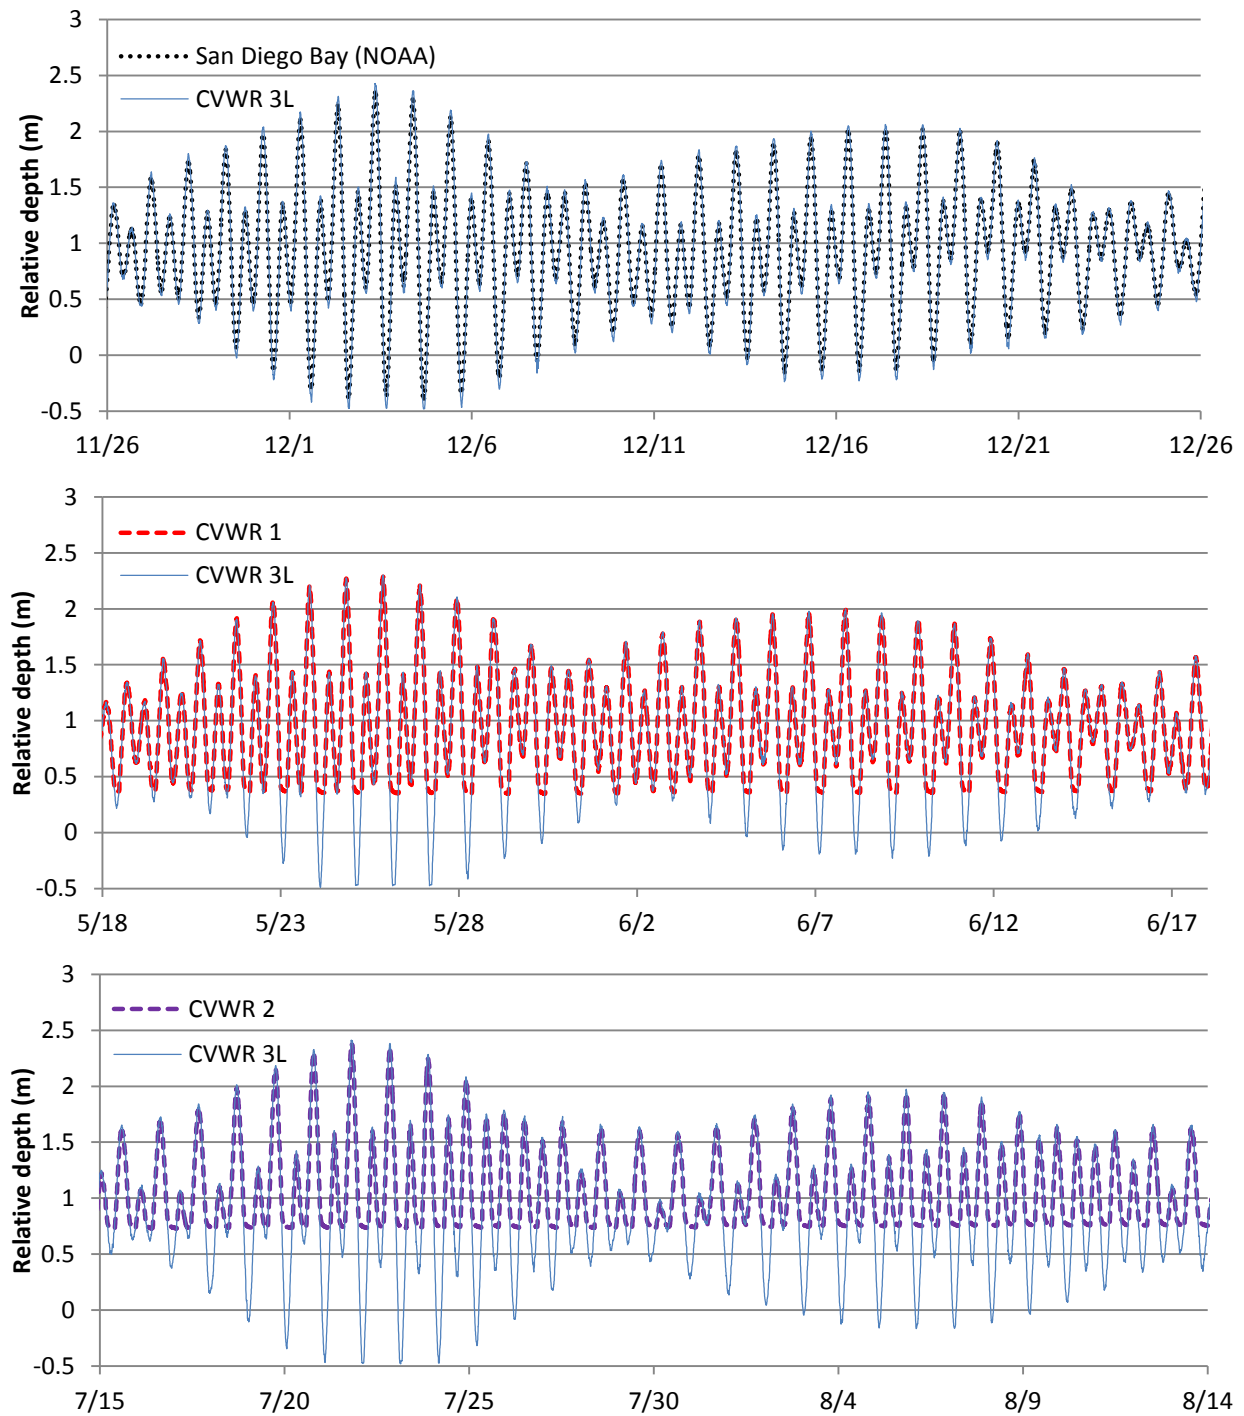 3
San Diego Bay (NOAA)
2.5
CVWR 3L
2
1.5
1
0.5
0
-0.5
Relative depth (m)
11/26 12/1 12/6 12/11 12/16 12/21 12/26
3
CVWR 1
2.5
CVWR 3L
2
1.5
1
0.5
0
-0.5
Relative depth (m)
5/18 5/23 5/28 6/2 6/7 6/12 6/17
3
CVWR 2
2.5
CVWR 3L
2
1.5
1
0.5
0
-0.5
Relative depth (m)
7/15 7/20 7/25 7/30 8/4 8/9 8/14